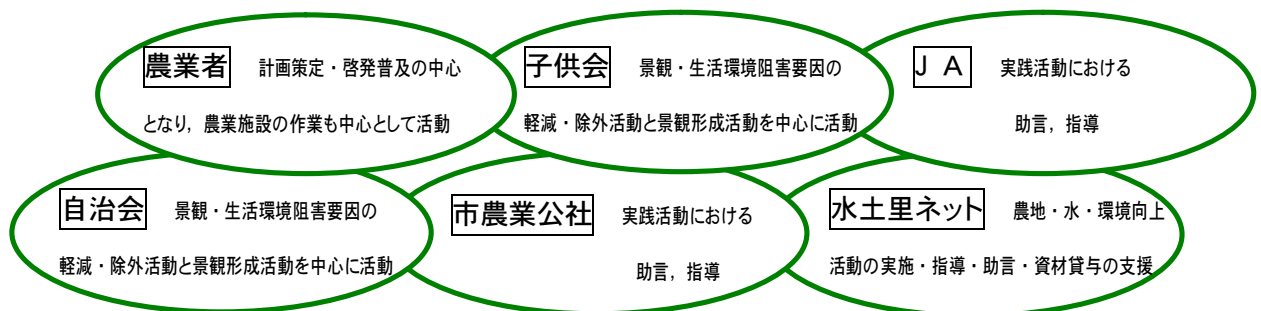 農業者 計画策定・啓発普及の中心
となり，農業施設の作業も中心として活動
子供会 景観・生活環境阻害要因の
軽減・除外活動と景観形成活動を中心に活動
ＪＡ 実践活動における
助言，指導
自治会 景観・生活環境阻害要因の
軽減・除外活動と景観形成活動を中心に活動
市農業公社 実践活動における
助言，指導
水土里ネット 農地・水・環境向上
活動の実施・指導・助言・資材貸与の支援